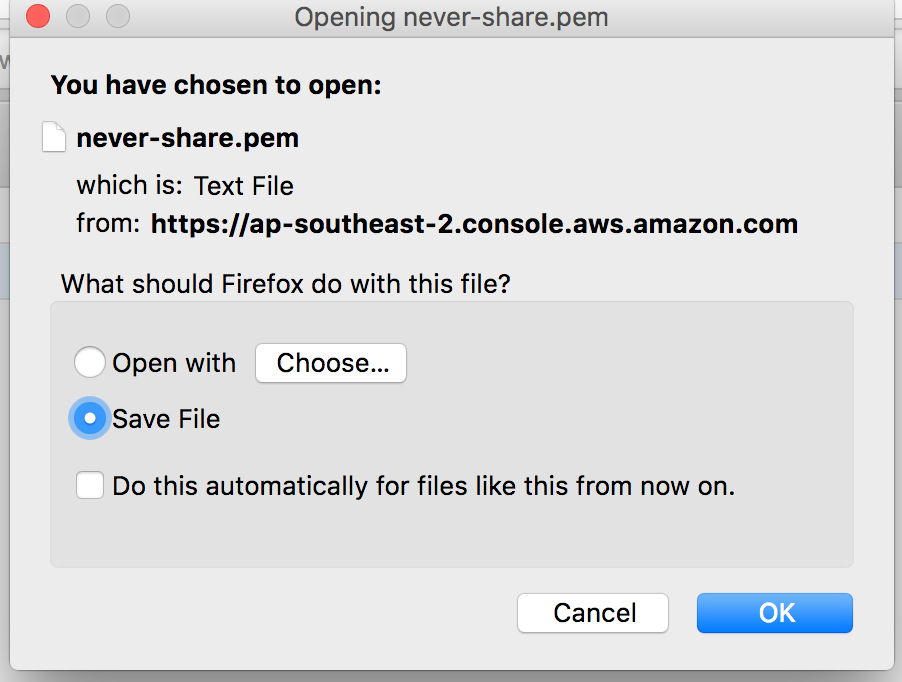 Opening never-share.pem
You have chosen to open:
never-share.pem
which is: Text File
from: https://ap-southeast-2.console.aws.amazon.com
What should Firefox do with this file?
Open with Choose...
Save File
Do this automatically for files like this from now on.
Cancel OK